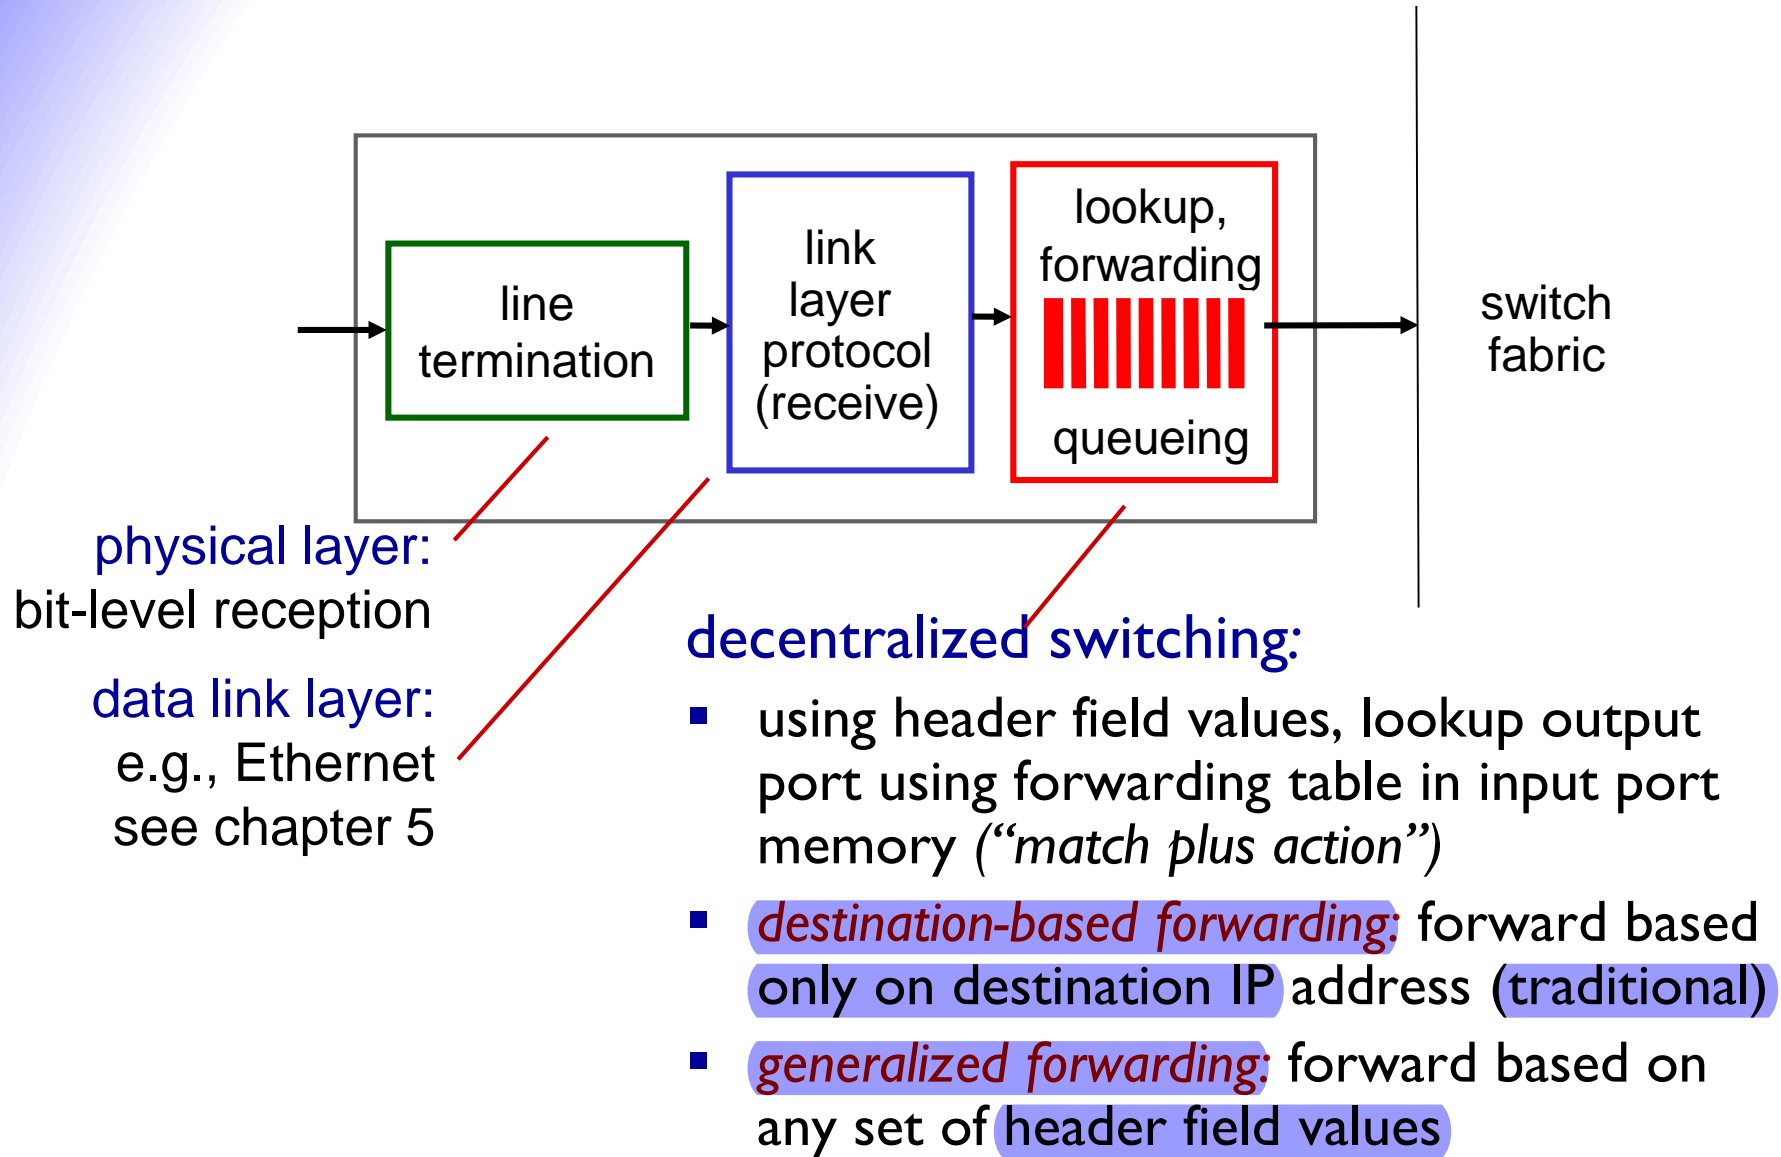 line
termination
link
layer
protocol
(receive)
lookup,
forwarding
queueing
switch
fabric
physical layer:
bit-level reception
data link layer:
e.g., Ethernet
see chapter 5
decentralized switching:
▪ using header field values, lookup output
port using forwarding table in input port
memory (“match plus action”)
▪ destination-based forwarding: forward based
only on destination IP address (traditional)
▪ generalized forwarding: forward based on
any set of header field values